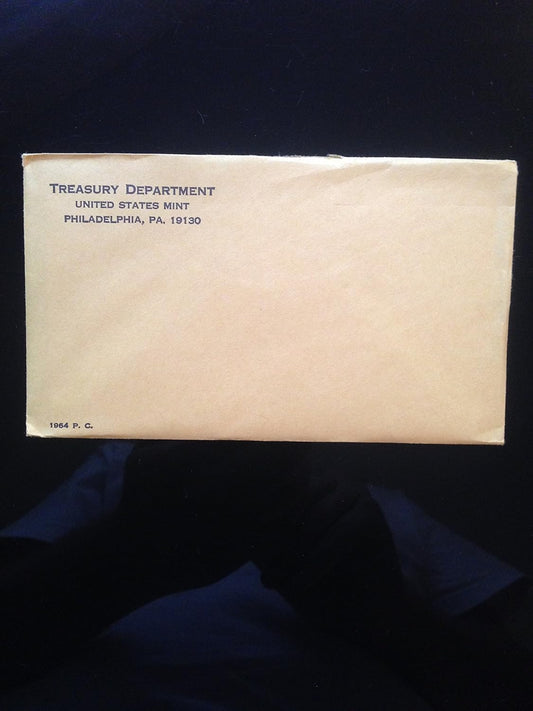 TREASURY DEPARTMENT
UNITED STATES MINT
PHILADELPHIA, PA. 19130
1964 P. C.